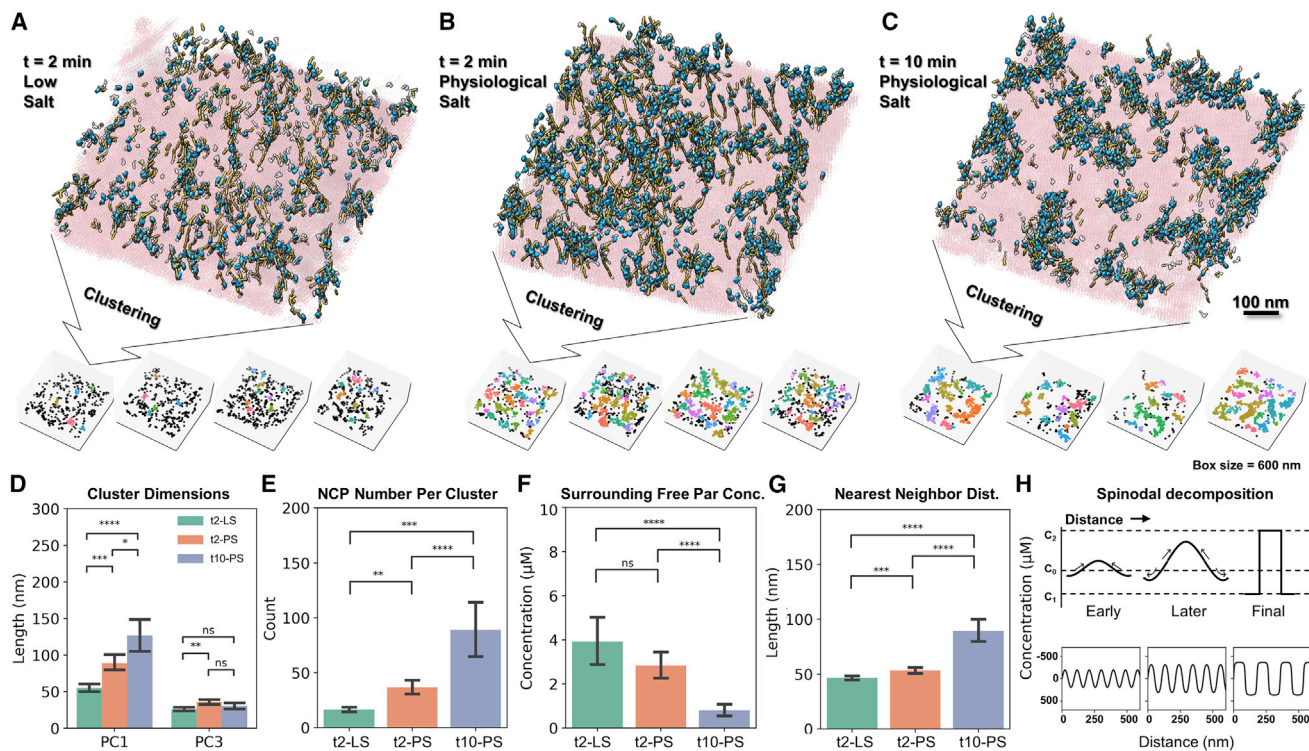 A
t = 2 min
Low
Salt
B
t = 2 min
Physiological
Salt
C
t = 10 min
Physiological
Salt
100 nm
Clustering
Clustering
Clustering
Box size = 600 nm
D
Cluster Dimensions
Length (nm)
300
250
200
150
100
50
0
t2-LS
t2-PS
t10-PS
****
***
*
ns
**
ns
PC1
PC3
E
NCP Number Per Cluster
Count
200
150
100
50
0
***
****
**
t2-LS
t2-PS
t10-PS
F
Surrounding Free Par Conc.
Concentration (μM)
10
8
6
4
2
0
****
****
ns
t2-LS
t2-PS
t10-PS
G
Nearest Neighbor Dist.
Length (nm)
200
150
100
50
0
****
****
***
t2-LS
t2-PS
t10-PS
H
Spinodal decomposition
Distance
Concentration (μM)
C2
C0
C1
Early
Later
Final
-500
0
500
0
500
0
500
0
500
Distance (nm)